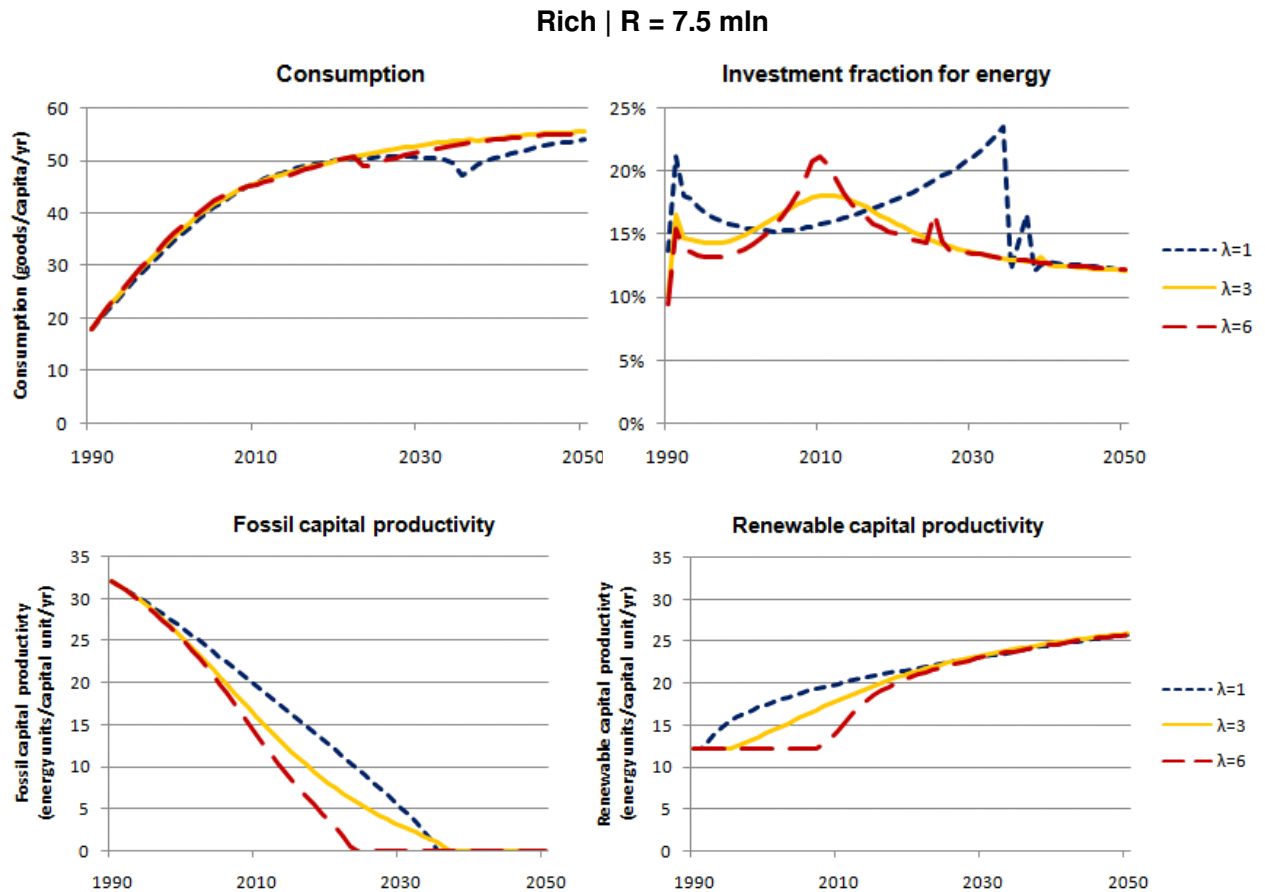 Rich | R = 7.5 mln
Consumption
Consumption (goods/capita/yr)
60
50
40
30
20
10
0
1990 2010 2030 2050
Investment fraction for energy
25%
20%
15%
10%
5%
0%
1990 2010 2030 2050
λ=1
λ=3
λ=6
Fossil capital productivity
Fossil capital productivity
(energy units/capital unit/yr)
35
30
25
20
15
10
5
0
1990 2010 2030 2050
Renewable capital productivity
Renewable capital productivty
(energy units/capital unit/yr)
35
30
25
20
15
10
5
0
1990 2010 2030 2050
λ=1
λ=3
λ=6